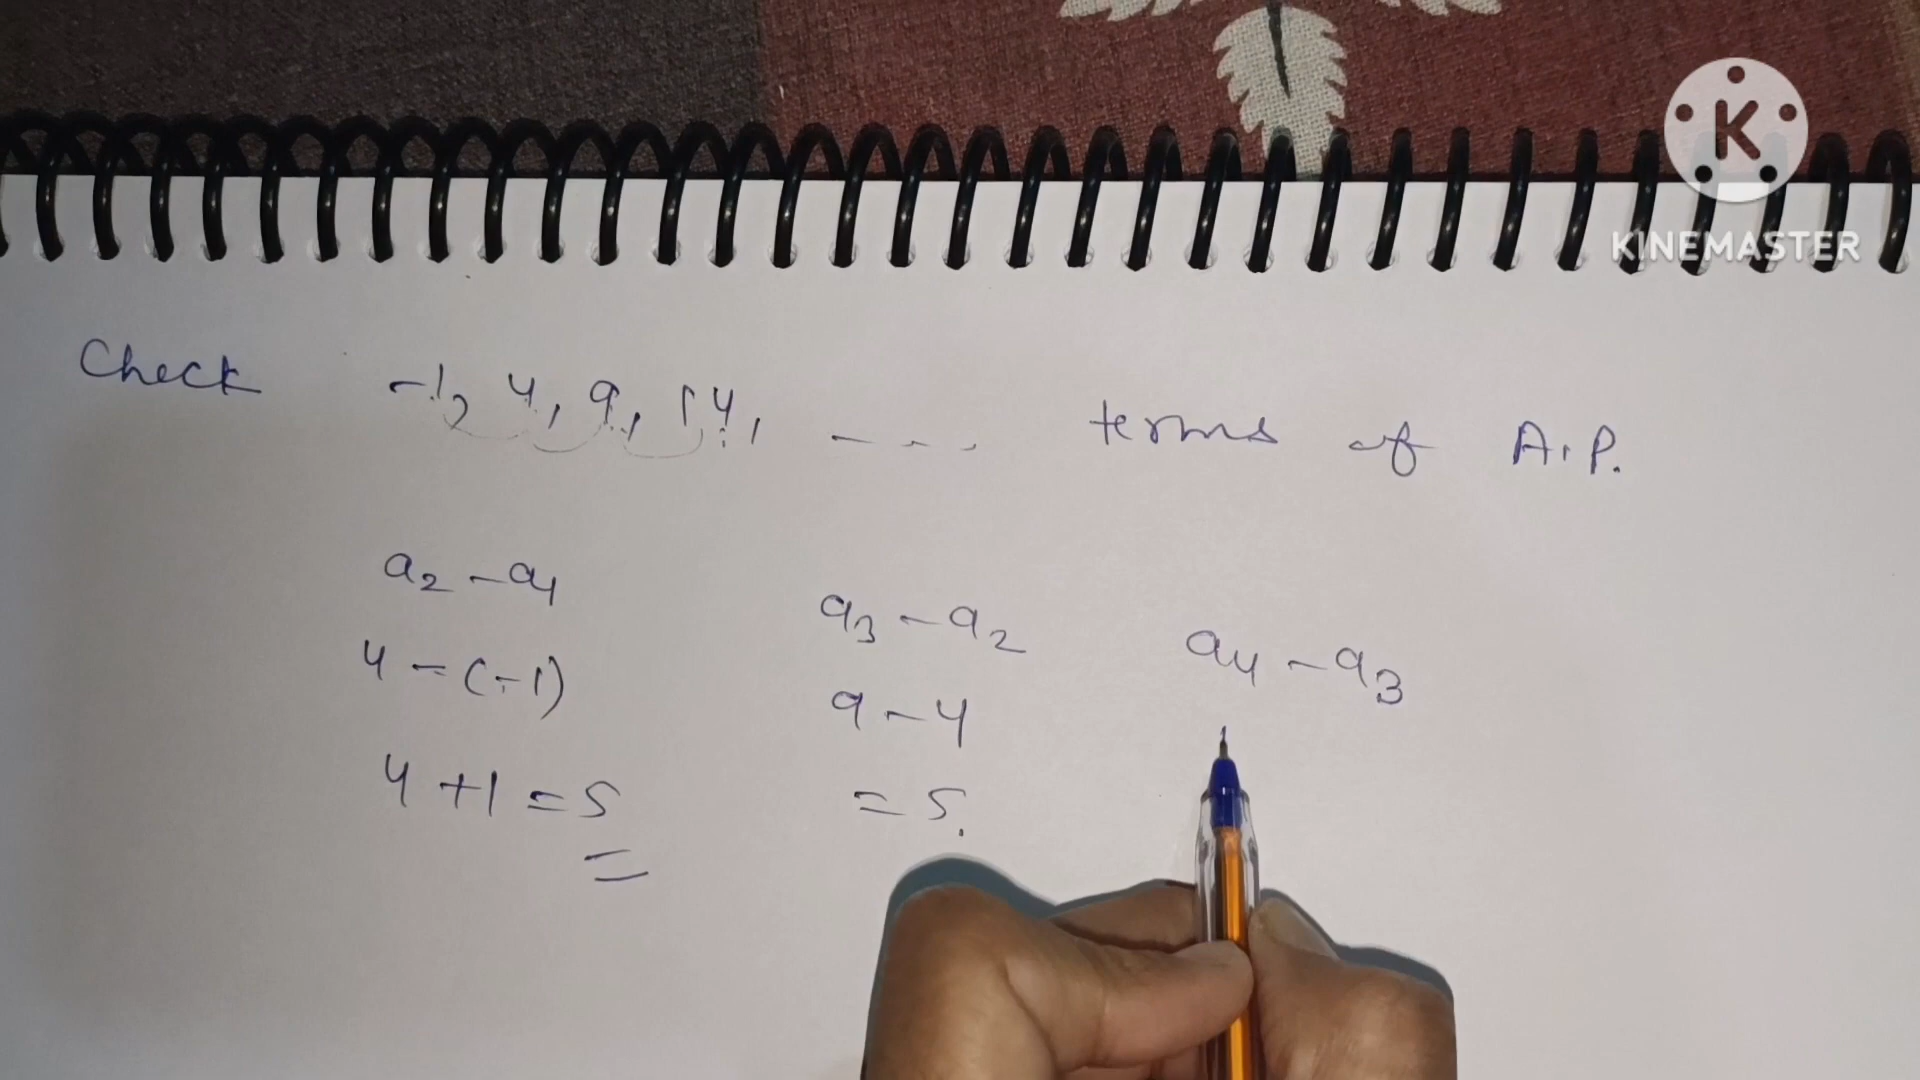 K
KINEMASTER
Check -1, 4, 9, 14, - - - - terms of A.P.
a2 - a1
4 - (-1)
4 + 1 = 5
a3 - a2
9 - 4
= 5.
a4 - a3